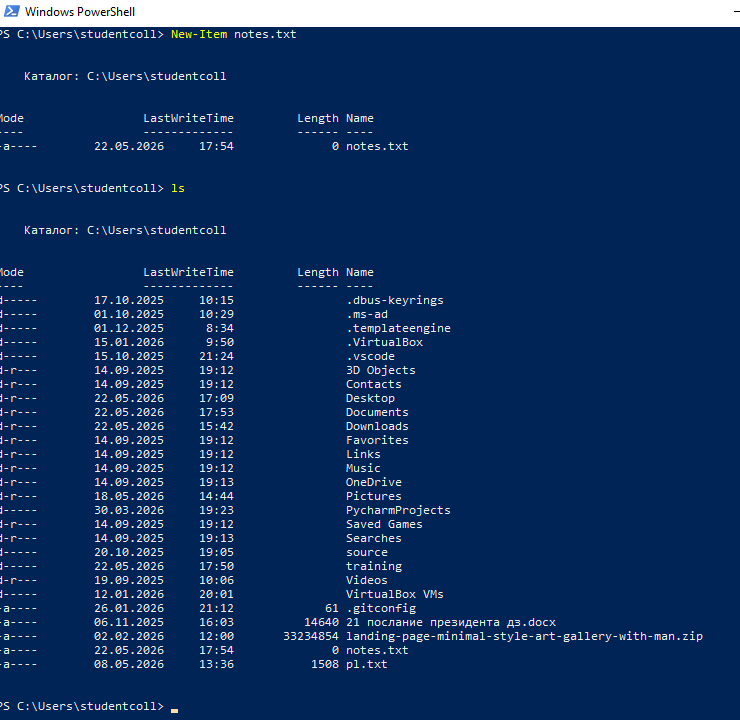 Windows PowerShell
PS C:\Users\studentcoll> New-Item notes.txt
Каталог: C:\Users\studentcoll
Mode LastWriteTime Length Name
---- ------------- ------ ----
-a---- 22.05.2026 17:54 0 notes.txt
PS C:\Users\studentcoll> ls
Каталог: C:\Users\studentcoll
Mode LastWriteTime Length Name
---- ------------- ------ ----
d----- 17.10.2025 10:15 .dbus-keyrings
d----- 01.10.2025 10:29 .ms-ad
d----- 01.12.2025 8:34 .templateengine
d----- 15.01.2026 9:50 .VirtualBox
d----- 15.10.2025 21:24 .vscode
d-r--- 14.09.2025 19:12 3D Objects
d-r--- 14.09.2025 19:12 Contacts
d-r--- 22.05.2026 17:09 Desktop
d-r--- 22.05.2026 17:53 Documents
d-r--- 22.05.2026 15:42 Downloads
d-r--- 14.09.2025 19:12 Favorites
d-r--- 14.09.2025 19:12 Links
d-r--- 14.09.2025 19:12 Music
d-r--- 14.09.2025 19:13 OneDrive
d-r--- 18.05.2026 14:44 Pictures
d----- 30.03.2026 19:23 PycharmProjects
d-r--- 14.09.2025 19:12 Saved Games
d-r--- 14.09.2025 19:13 Searches
d----- 20.10.2025 19:05 source
d----- 22.05.2026 17:50 training
d-r--- 19.09.2025 10:06 Videos
d----- 12.01.2026 20:01 VirtualBox VMs
-a---- 26.01.2026 21:12 61 .gitconfig
-a---- 06.11.2025 16:03 14640 21 послание президента дз.docx
-a---- 02.02.2026 12:00 33234854 landing-page-minimal-style-art-gallery-with-man.zip
-a---- 22.05.2026 17:54 0 notes.txt
-a---- 08.05.2026 13:36 1508 pl.txt
PS C:\Users\studentcoll>